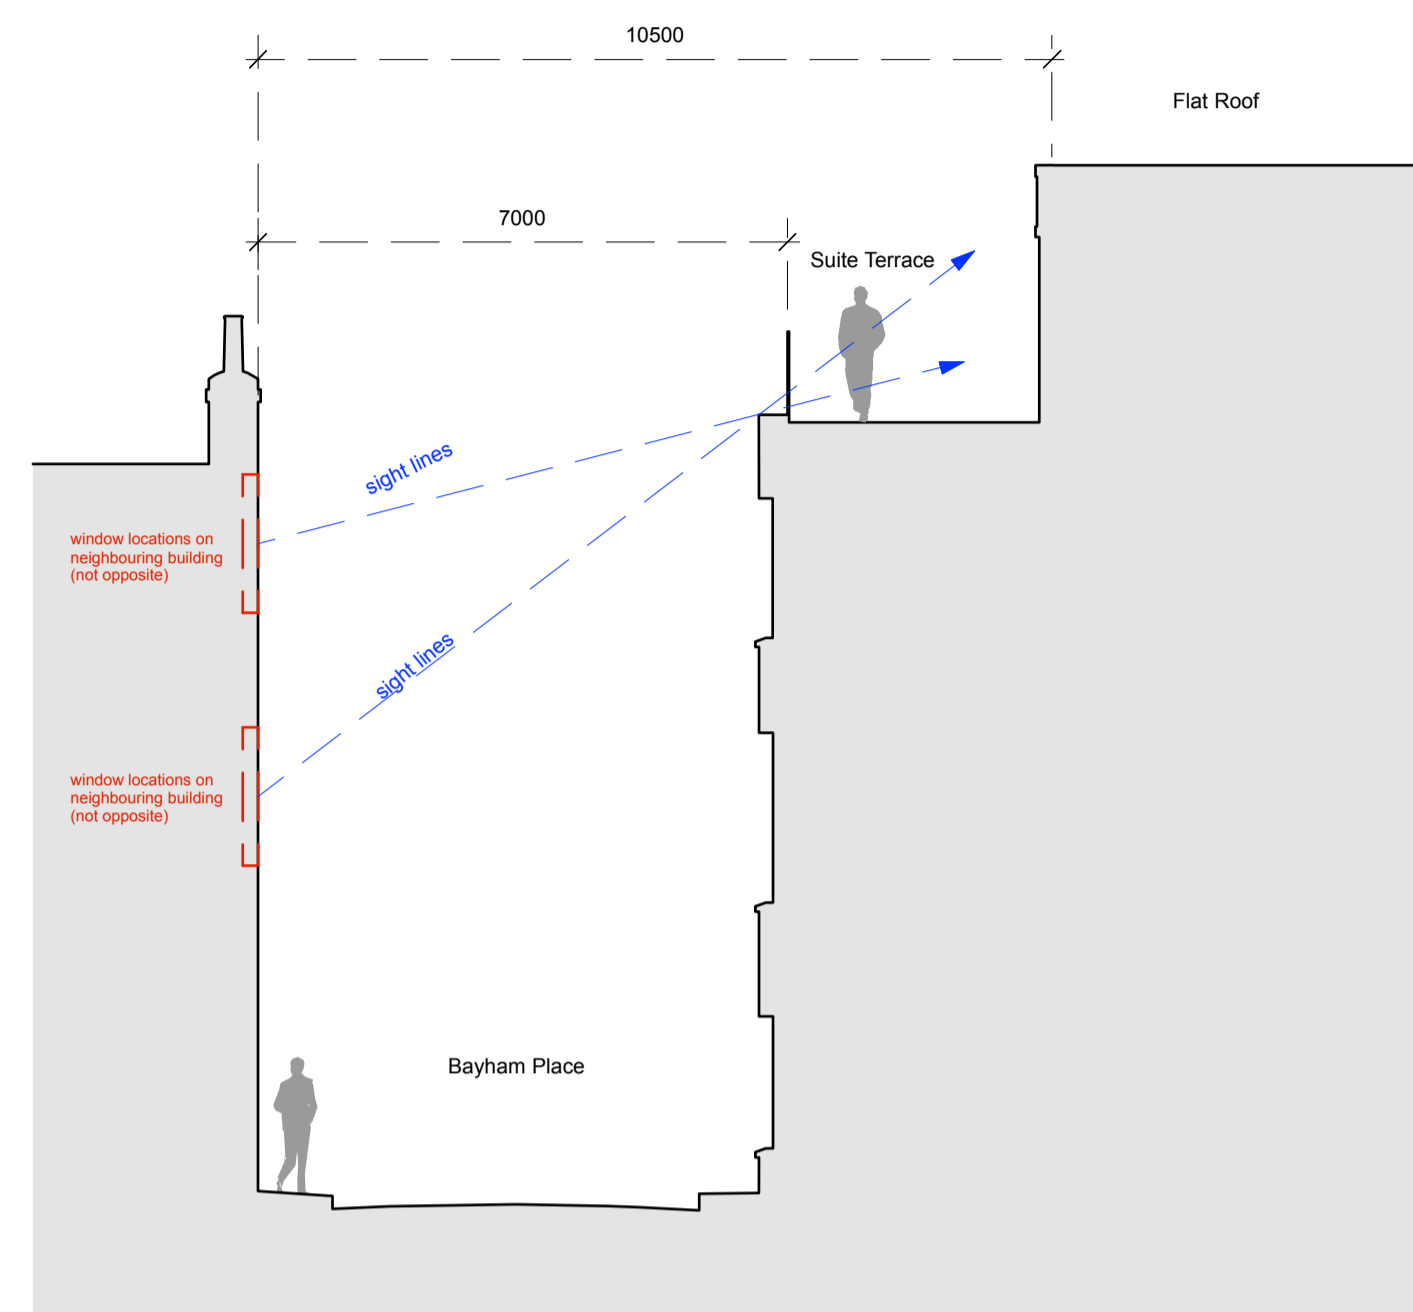 10500
Flat Roof
7000
Suite Terrace
sight lines
window locations on
neighbouring building
(not opposite)
sight lines
window locations on
neighbouring building
(not opposite)
Bayham Place